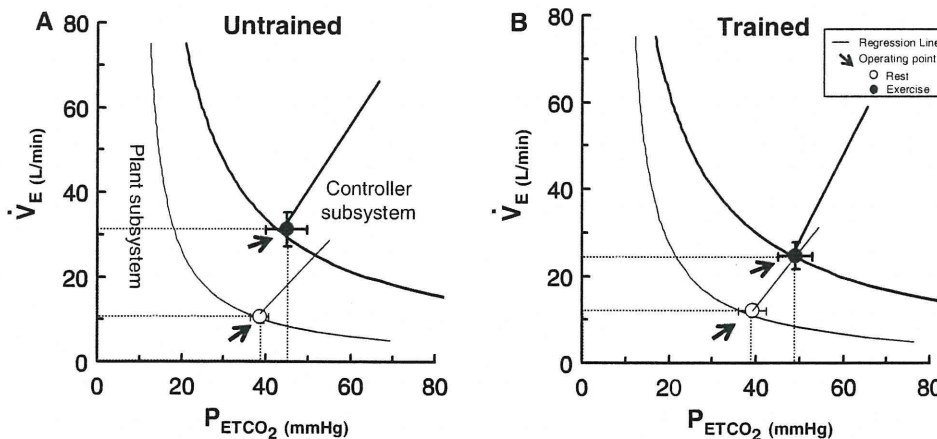 A
Untrained
80
60
40
20
0
V̇E (L/min)
Plant subsystem
Controller
subsystem
0
20
40
60
80
PETCO2 (mmHg)
B
Trained
80
60
40
20
0
V̇E (L/min)
Regression Line
Operating point
Rest
Exercise
0
20
40
60
80
PETCO2 (mmHg)